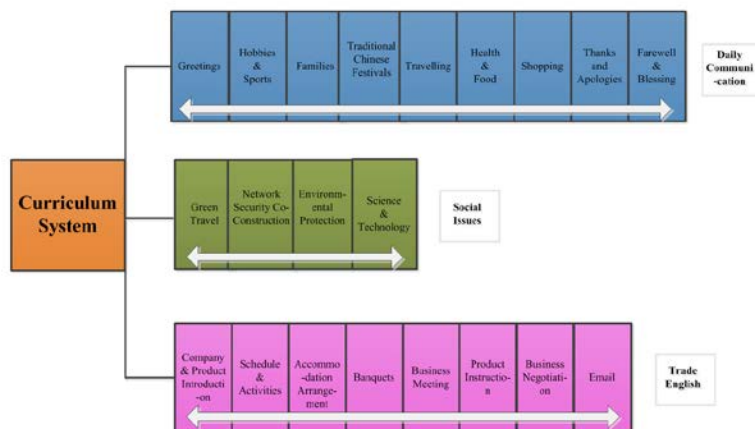 Curriculum
System
Greetings
Hobbies
&
Sports
Families
Traditional
Chinese
Festivals
Travelling
Health
&
Food
Shopping
Thanks
and
Apologies
Farewell
&
Blessing
Daily
Communi
-cation
Green
Travel
Network
Security Co-
Construction
Environm-
ental
Protection
Science
&
Technology
Social
Issues
Company
& Product
Introducti
-on
Schedule
&
Activities
Accommo
-dation
Arrange-
ment
Banquets
Business
Meeting
Product
Instructio-
n
Business
Negotiati-
on
Email
Trade
English